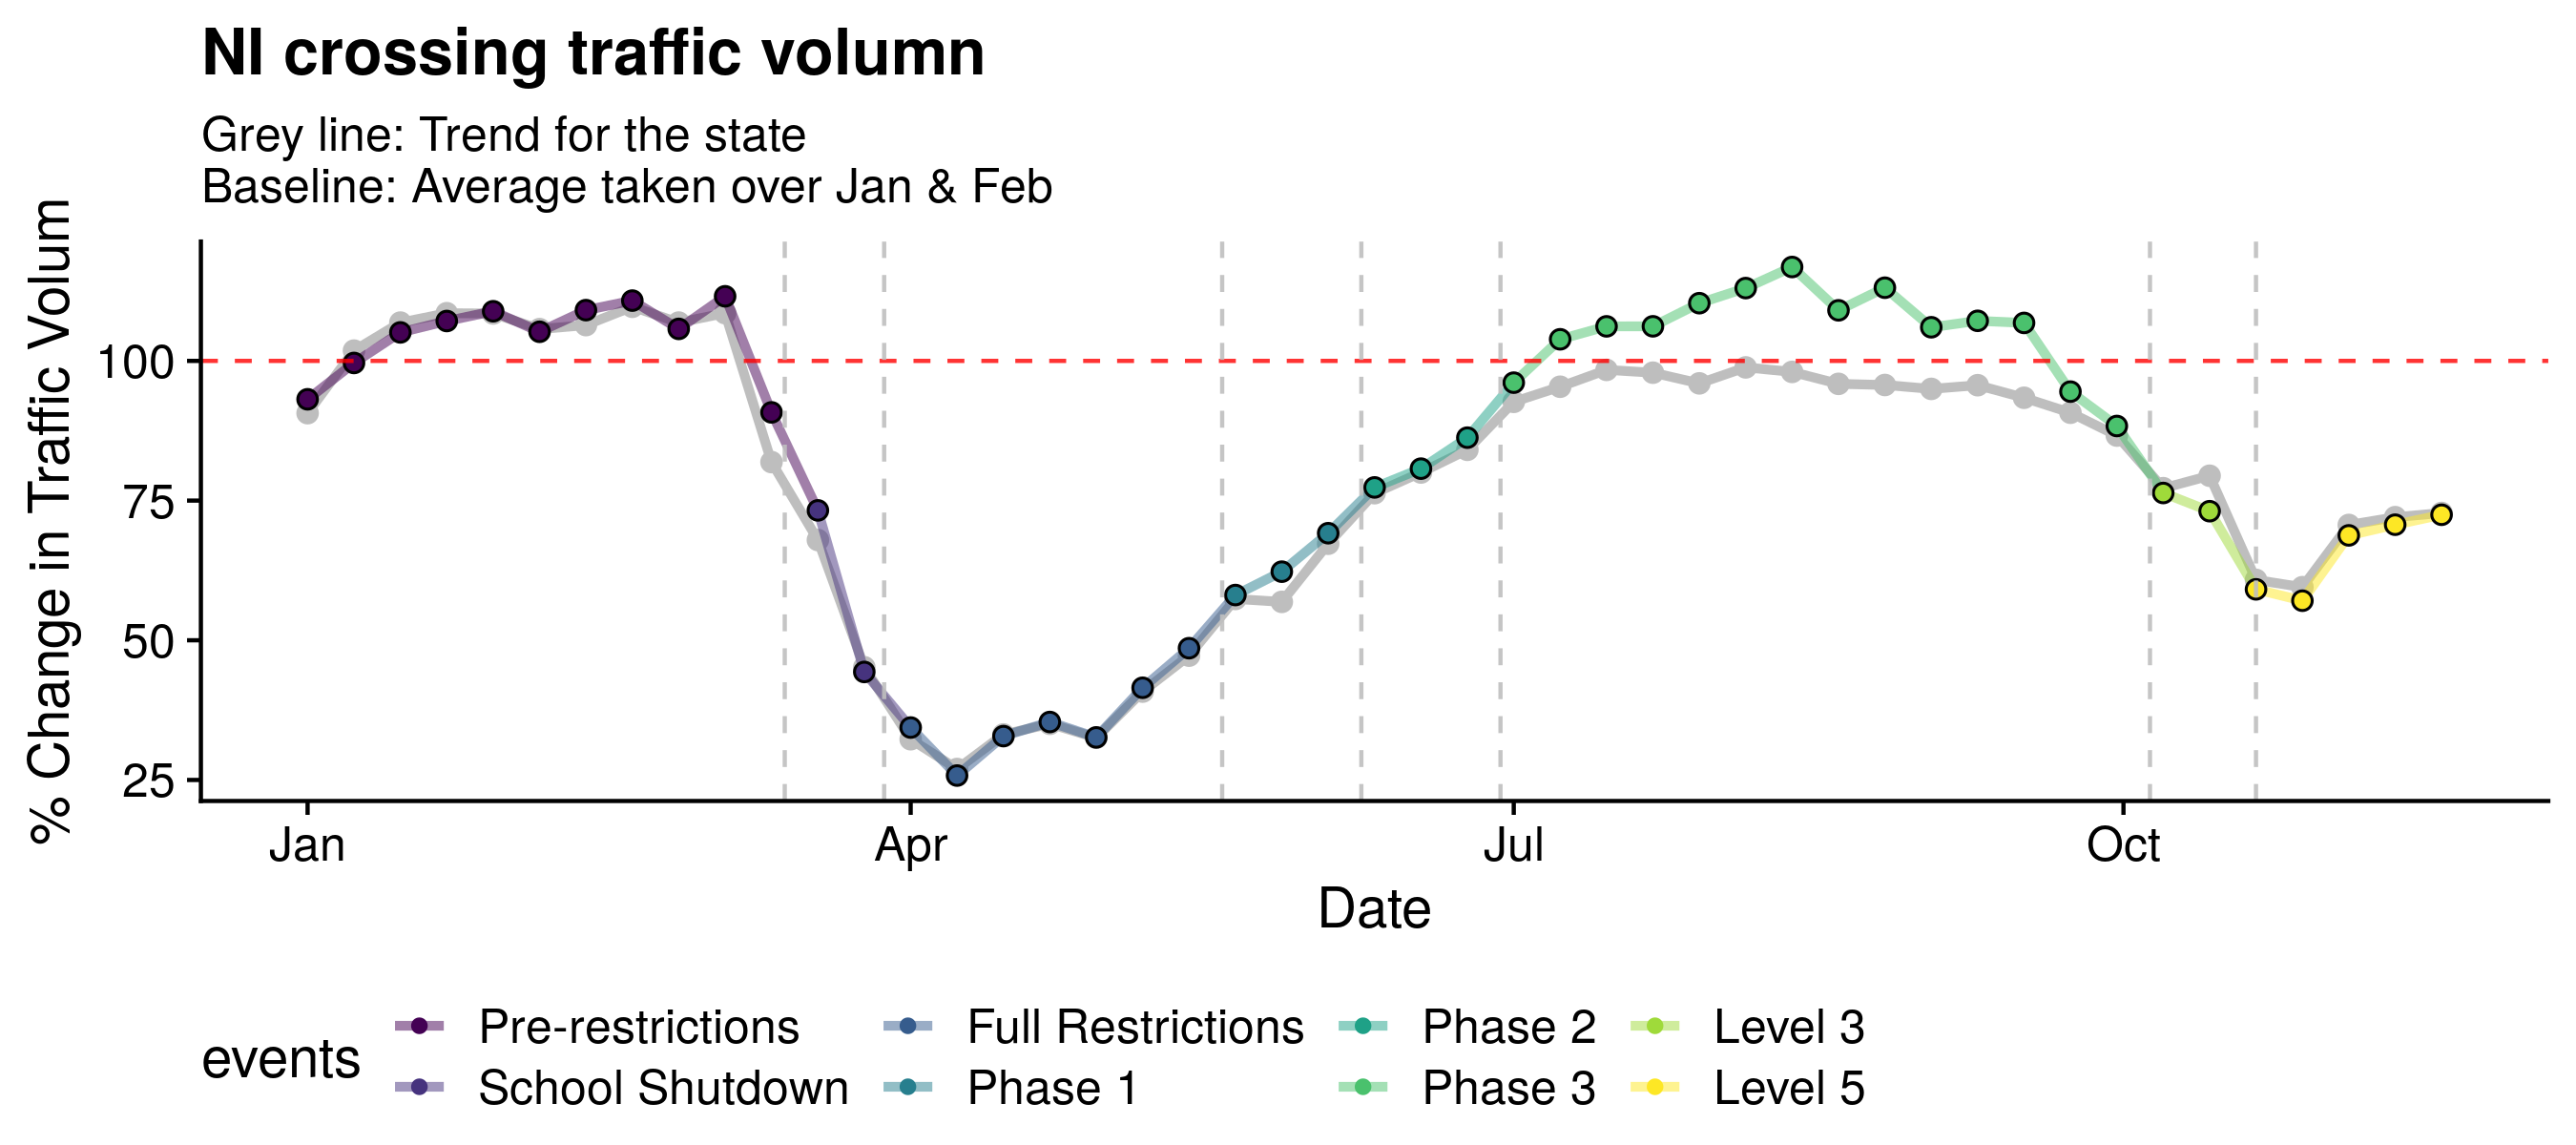 NI crossing traffic volumn
Grey line: Trend for the state
Baseline: Average taken over Jan & Feb
% Change in Traffic Volum
100
75
50
25
Jan
Apr
Jul
Oct
Date
events
Pre-restrictions
Full Restrictions
Phase 2
Level 3
School Shutdown
Phase 1
Phase 3
Level 5